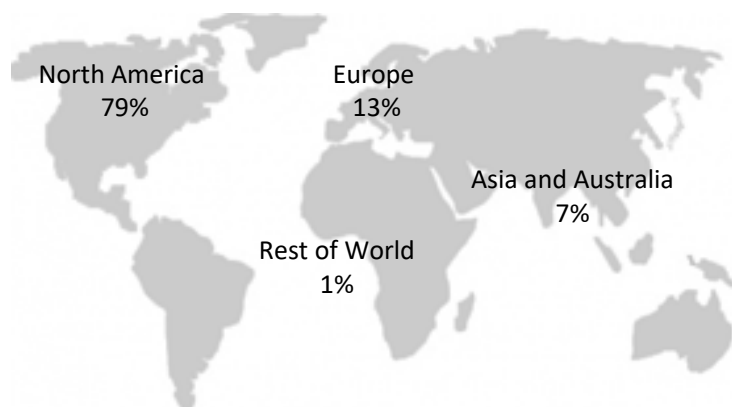 North America
79%
Europe
13%
Asia and Australia
7%
Rest of World
1%